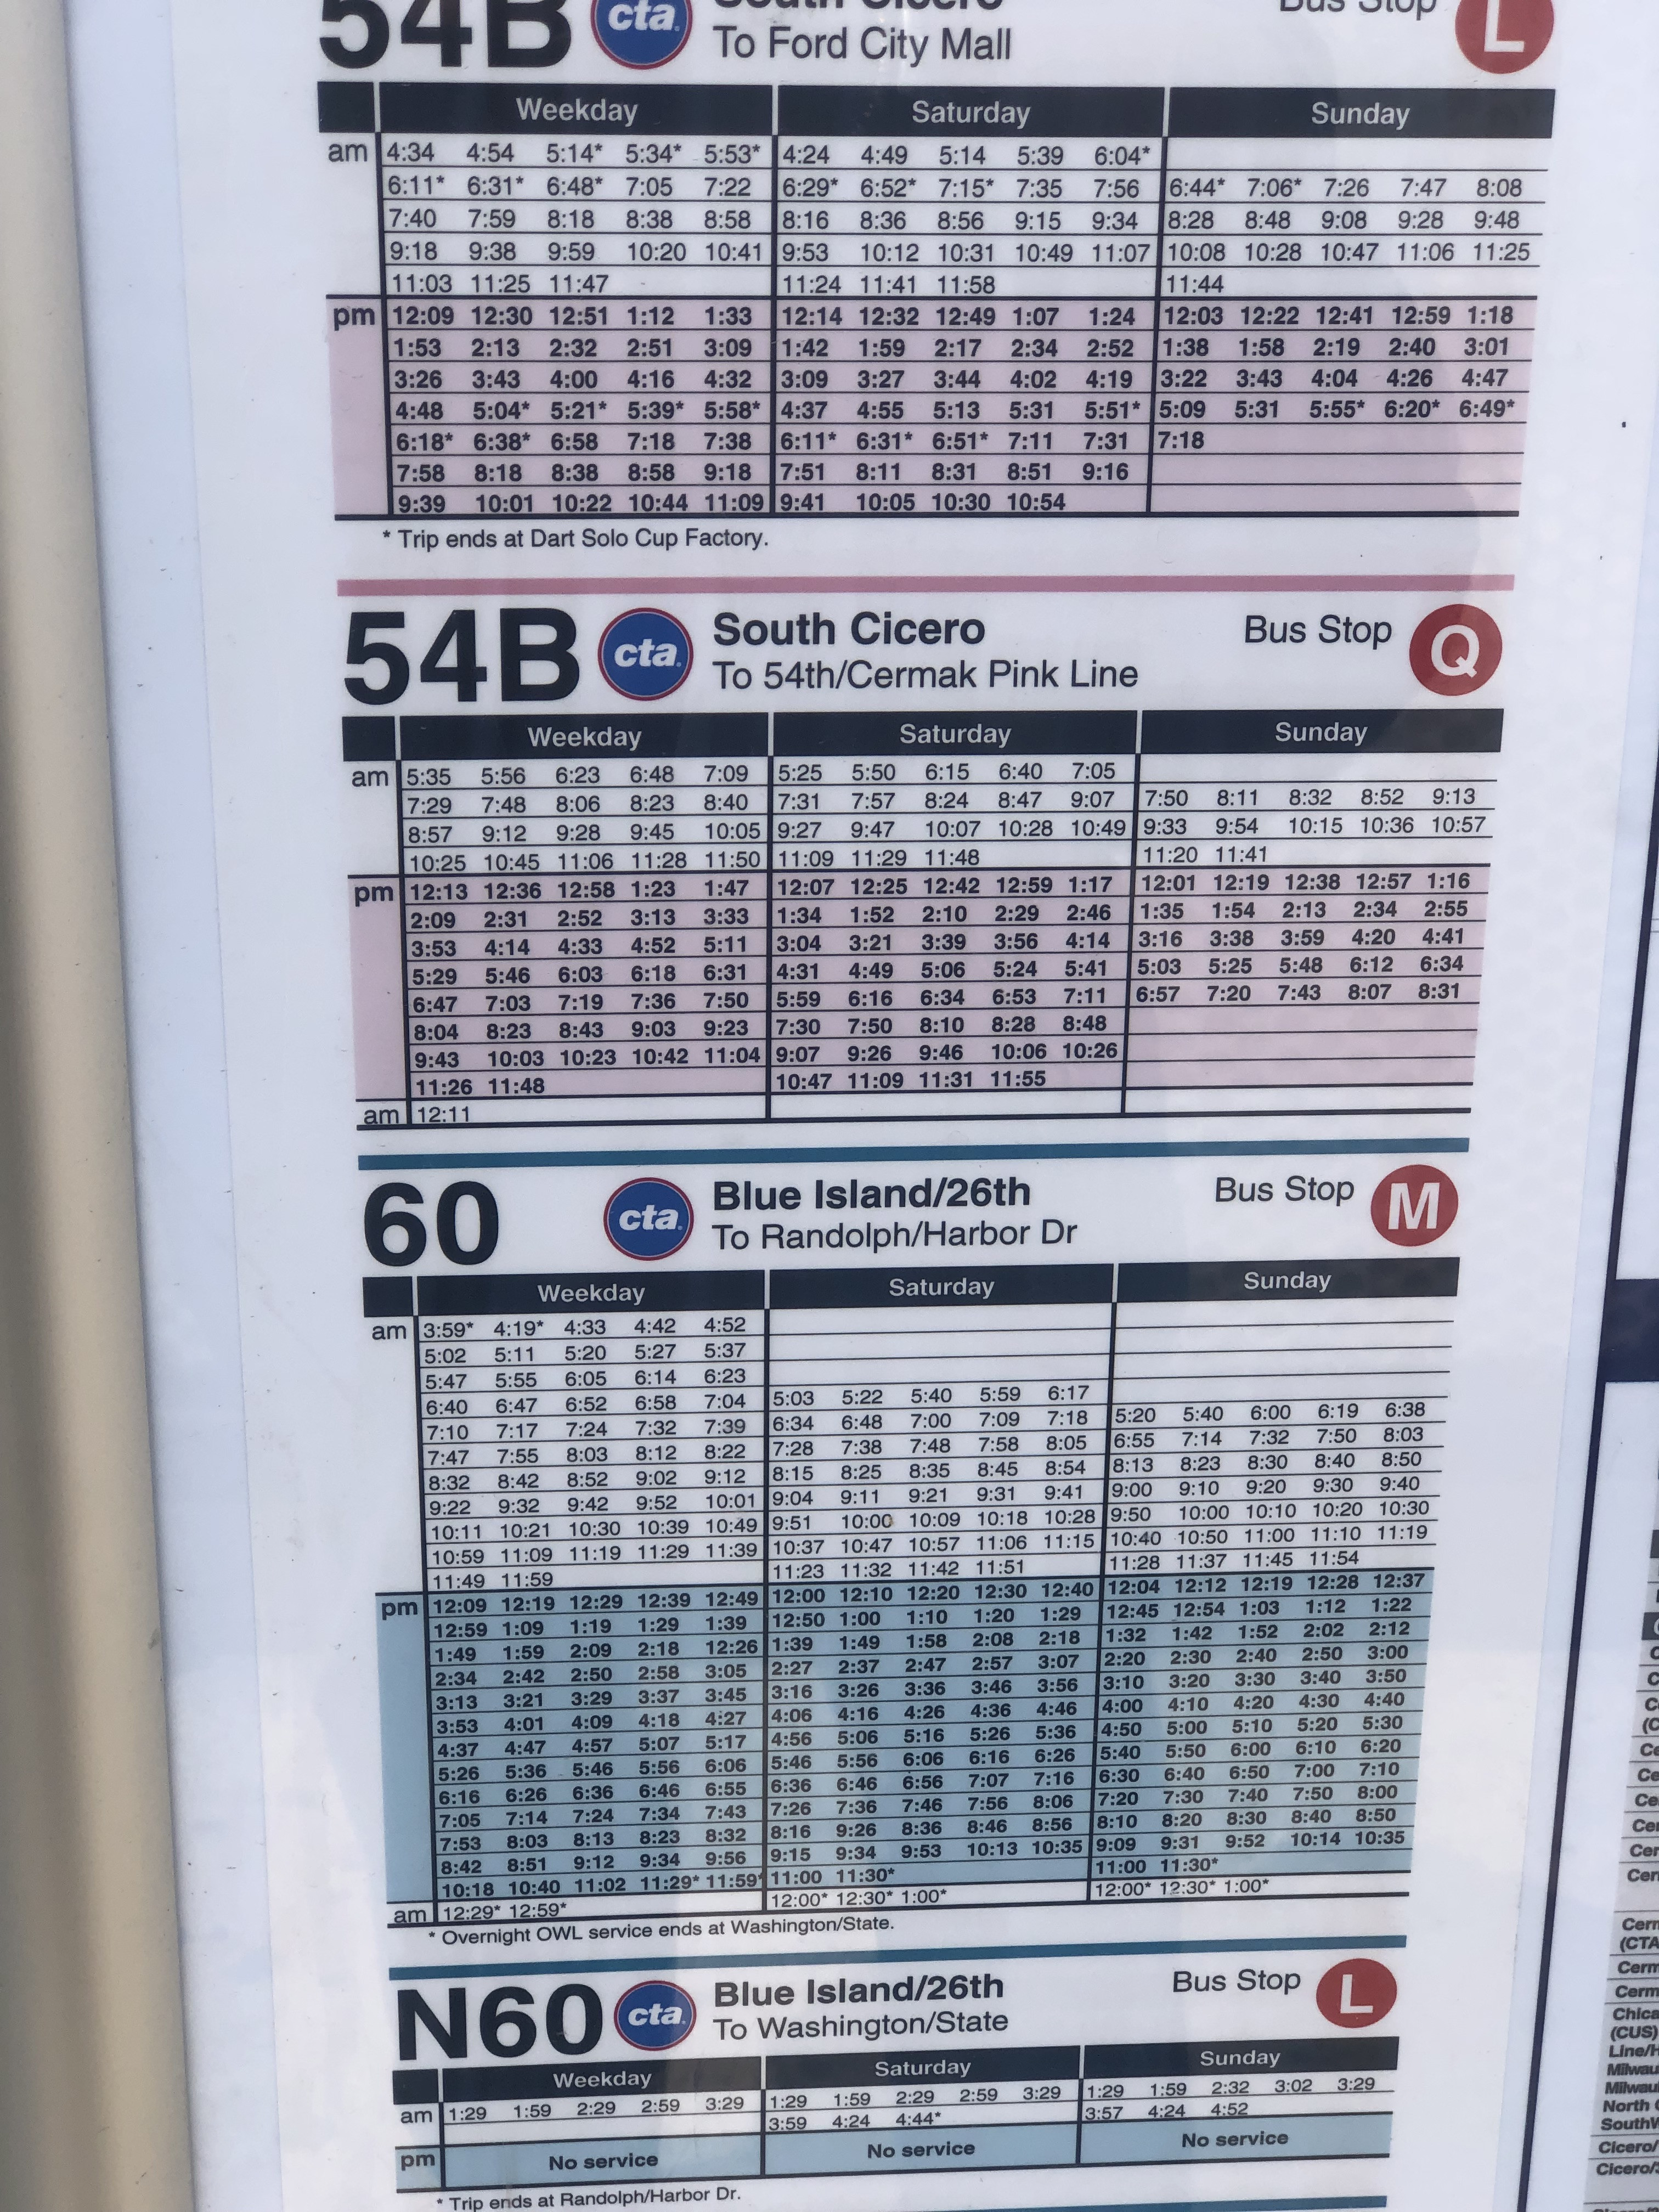 54B cta South Cicero Bus Stop L
To Ford City Mall
Weekday Saturday Sunday
am 4:34 4:54 5:14* 5:34* 5:53* 4:24 4:49 5:14 5:39 6:04*
6:11* 6:31* 6:48* 7:05 7:22 6:29* 6:52* 7:15* 7:35 7:56 6:44* 7:06* 7:26 7:47 8:08
7:40 7:59 8:18 8:38 8:58 8:16 8:36 8:56 9:15 9:34 8:28 8:48 9:08 9:28 9:48
9:18 9:38 9:59 10:20 10:41 9:53 10:12 10:31 10:49 11:07 10:08 10:28 10:47 11:06 11:25
11:03 11:25 11:47 11:24 11:41 11:58 11:44
pm 12:09 12:30 12:51 1:12 1:33 12:14 12:32 12:49 1:07 1:24 12:03 12:22 12:41 12:59 1:18
1:53 2:13 2:32 2:51 3:09 1:42 1:59 2:17 2:34 2:52 1:38 1:58 2:19 2:40 3:01
3:26 3:43 4:00 4:16 4:32 3:09 3:27 3:44 4:02 4:19 3:22 3:43 4:04 4:26 4:47
4:48 5:04* 5:21* 5:39* 5:58* 4:37 4:55 5:13 5:31 5:51* 5:09 5:31 5:55* 6:20* 6:49*
6:18* 6:38* 6:58 7:18 7:38 6:11* 6:31* 6:51* 7:11 7:31 7:18
7:58 8:18 8:38 8:58 9:18 7:51 8:11 8:31 8:51 9:16
9:39 10:01 10:22 10:44 11:09 9:41 10:05 10:30 10:54
* Trip ends at Dart Solo Cup Factory.
54B cta South Cicero Bus Stop Q
To 54th/Cermak Pink Line
Weekday Saturday Sunday
am 5:35 5:56 6:23 6:48 7:09 5:25 5:50 6:15 6:40 7:05
7:29 7:48 8:06 8:23 8:40 7:31 7:57 8:24 8:47 9:07 7:50 8:11 8:32 8:52 9:13
8:57 9:12 9:28 9:45 10:05 9:27 9:47 10:07 10:28 10:49 9:33 9:54 10:15 10:36 10:57
10:25 10:45 11:06 11:28 11:50 11:09 11:29 11:48 11:20 11:41
pm 12:13 12:36 12:58 1:23 1:47 12:07 12:25 12:42 12:59 1:17 12:01 12:19 12:38 12:57 1:16
2:09 2:31 2:52 3:13 3:33 1:34 1:52 2:10 2:29 2:46 1:35 1:54 2:13 2:34 2:55
3:53 4:14 4:33 4:52 5:11 3:04 3:21 3:39 3:56 4:14 3:16 3:38 3:59 4:20 4:41
5:29 5:46 6:03 6:18 6:31 4:31 4:49 5:06 5:24 5:41 5:03 5:25 5:48 6:12 6:34
6:47 7:03 7:19 7:36 7:50 5:59 6:16 6:34 6:53 7:11 6:57 7:20 7:43 8:07 8:31
8:04 8:23 8:43 9:03 9:23 7:30 7:50 8:10 8:28 8:48
9:43 10:03 10:23 10:42 11:04 9:07 9:26 9:46 10:06 10:26
11:26 11:48 10:47 11:09 11:31 11:55
am 12:11
60 cta Blue Island/26th Bus Stop M
To Randolph/Harbor Dr
Weekday Saturday Sunday
am 3:59* 4:19* 4:33 4:42 4:52
5:02 5:11 5:20 5:27 5:37
5:47 5:55 6:05 6:14 6:23
6:40 6:47 6:52 6:58 7:04 5:03 5:22 5:40 5:59 6:17
7:10 7:17 7:24 7:32 7:39 6:34 6:48 7:00 7:09 7:18 5:20 5:40 6:00 6:19 6:38
7:47 7:55 8:03 8:12 8:22 7:28 7:38 7:48 7:58 8:05 6:55 7:14 7:32 7:50 8:03
8:32 8:42 8:52 9:02 9:12 8:15 8:25 8:35 8:45 8:54 8:13 8:23 8:30 8:40 8:50
9:22 9:32 9:42 9:52 10:01 9:04 9:11 9:21 9:31 9:41 9:00 9:10 9:20 9:30 9:40
10:11 10:21 10:30 10:39 10:49 9:51 10:00 10:09 10:18 10:28 9:50 10:00 10:10 10:20 10:30
10:59 11:09 11:19 11:29 11:39 10:37 10:47 10:57 11:06 11:15 10:40 10:50 11:00 11:10 11:19
11:49 11:59 11:23 11:32 11:42 11:51 11:28 11:37 11:45 11:54
pm 12:09 12:19 12:29 12:39 12:49 12:00 12:10 12:20 12:30 12:40 12:04 12:12 12:19 12:28 12:37
12:59 1:09 1:19 1:29 1:39 12:50 1:00 1:10 1:20 1:29 12:45 12:54 1:03 1:12 1:22
1:49 1:59 2:09 2:18 12:26 1:39 1:49 1:58 2:08 2:18 1:32 1:42 1:52 2:02 2:12
2:34 2:42 2:50 2:58 3:05 2:27 2:37 2:47 2:57 3:07 2:20 2:30 2:40 2:50 3:00
3:13 3:21 3:29 3:37 3:45 3:16 3:26 3:36 3:46 3:56 3:10 3:20 3:30 3:40 3:50
3:53 4:01 4:09 4:18 4:27 4:06 4:16 4:26 4:36 4:46 4:00 4:10 4:20 4:30 4:40
4:37 4:47 4:57 5:07 5:17 4:56 5:06 5:16 5:26 5:36 4:50 5:00 5:10 5:20 5:30
5:26 5:36 5:46 5:56 6:06 5:46 5:56 6:06 6:16 6:26 5:40 5:50 6:00 6:10 6:20
6:16 6:26 6:36 6:46 6:55 6:36 6:46 6:56 7:07 7:16 6:30 6:40 6:50 7:00 7:10
7:05 7:14 7:24 7:34 7:43 7:26 7:36 7:46 7:56 8:06 7:20 7:30 7:40 7:50 8:00
7:53 8:03 8:13 8:23 8:32 8:16 9:26 8:36 8:46 8:56 8:10 8:20 8:30 8:40 8:50
8:42 8:51 9:12 9:34 9:56 9:15 9:34 9:53 10:13 10:35 9:09 9:31 9:52 10:14 10:35
10:18 10:40 11:02 11:29* 11:59* 11:00 11:30* 11:00 11:30*
am 12:29* 12:59* 12:00* 12:30* 1:00* 12:00* 12:30* 1:00*
* Overnight OWL service ends at Washington/State.
N60 cta Blue Island/26th Bus Stop L
To Washington/State
Weekday Saturday Sunday
am 1:29 1:59 2:29 2:59 3:29 1:29 1:59 2:29 2:59 3:29 1:29 1:59 2:32 3:02 3:29
3:59 4:24 4:44* 3:57 4:24 4:52
pm No service No service No service
* Trip ends at Randolph/Harbor Dr.
Cerm
(CTA
Cerm
Cerm
Chica
(CUS)
Line/H
Milwau
Milwau
North
SouthW
Cicero/
Cicero/